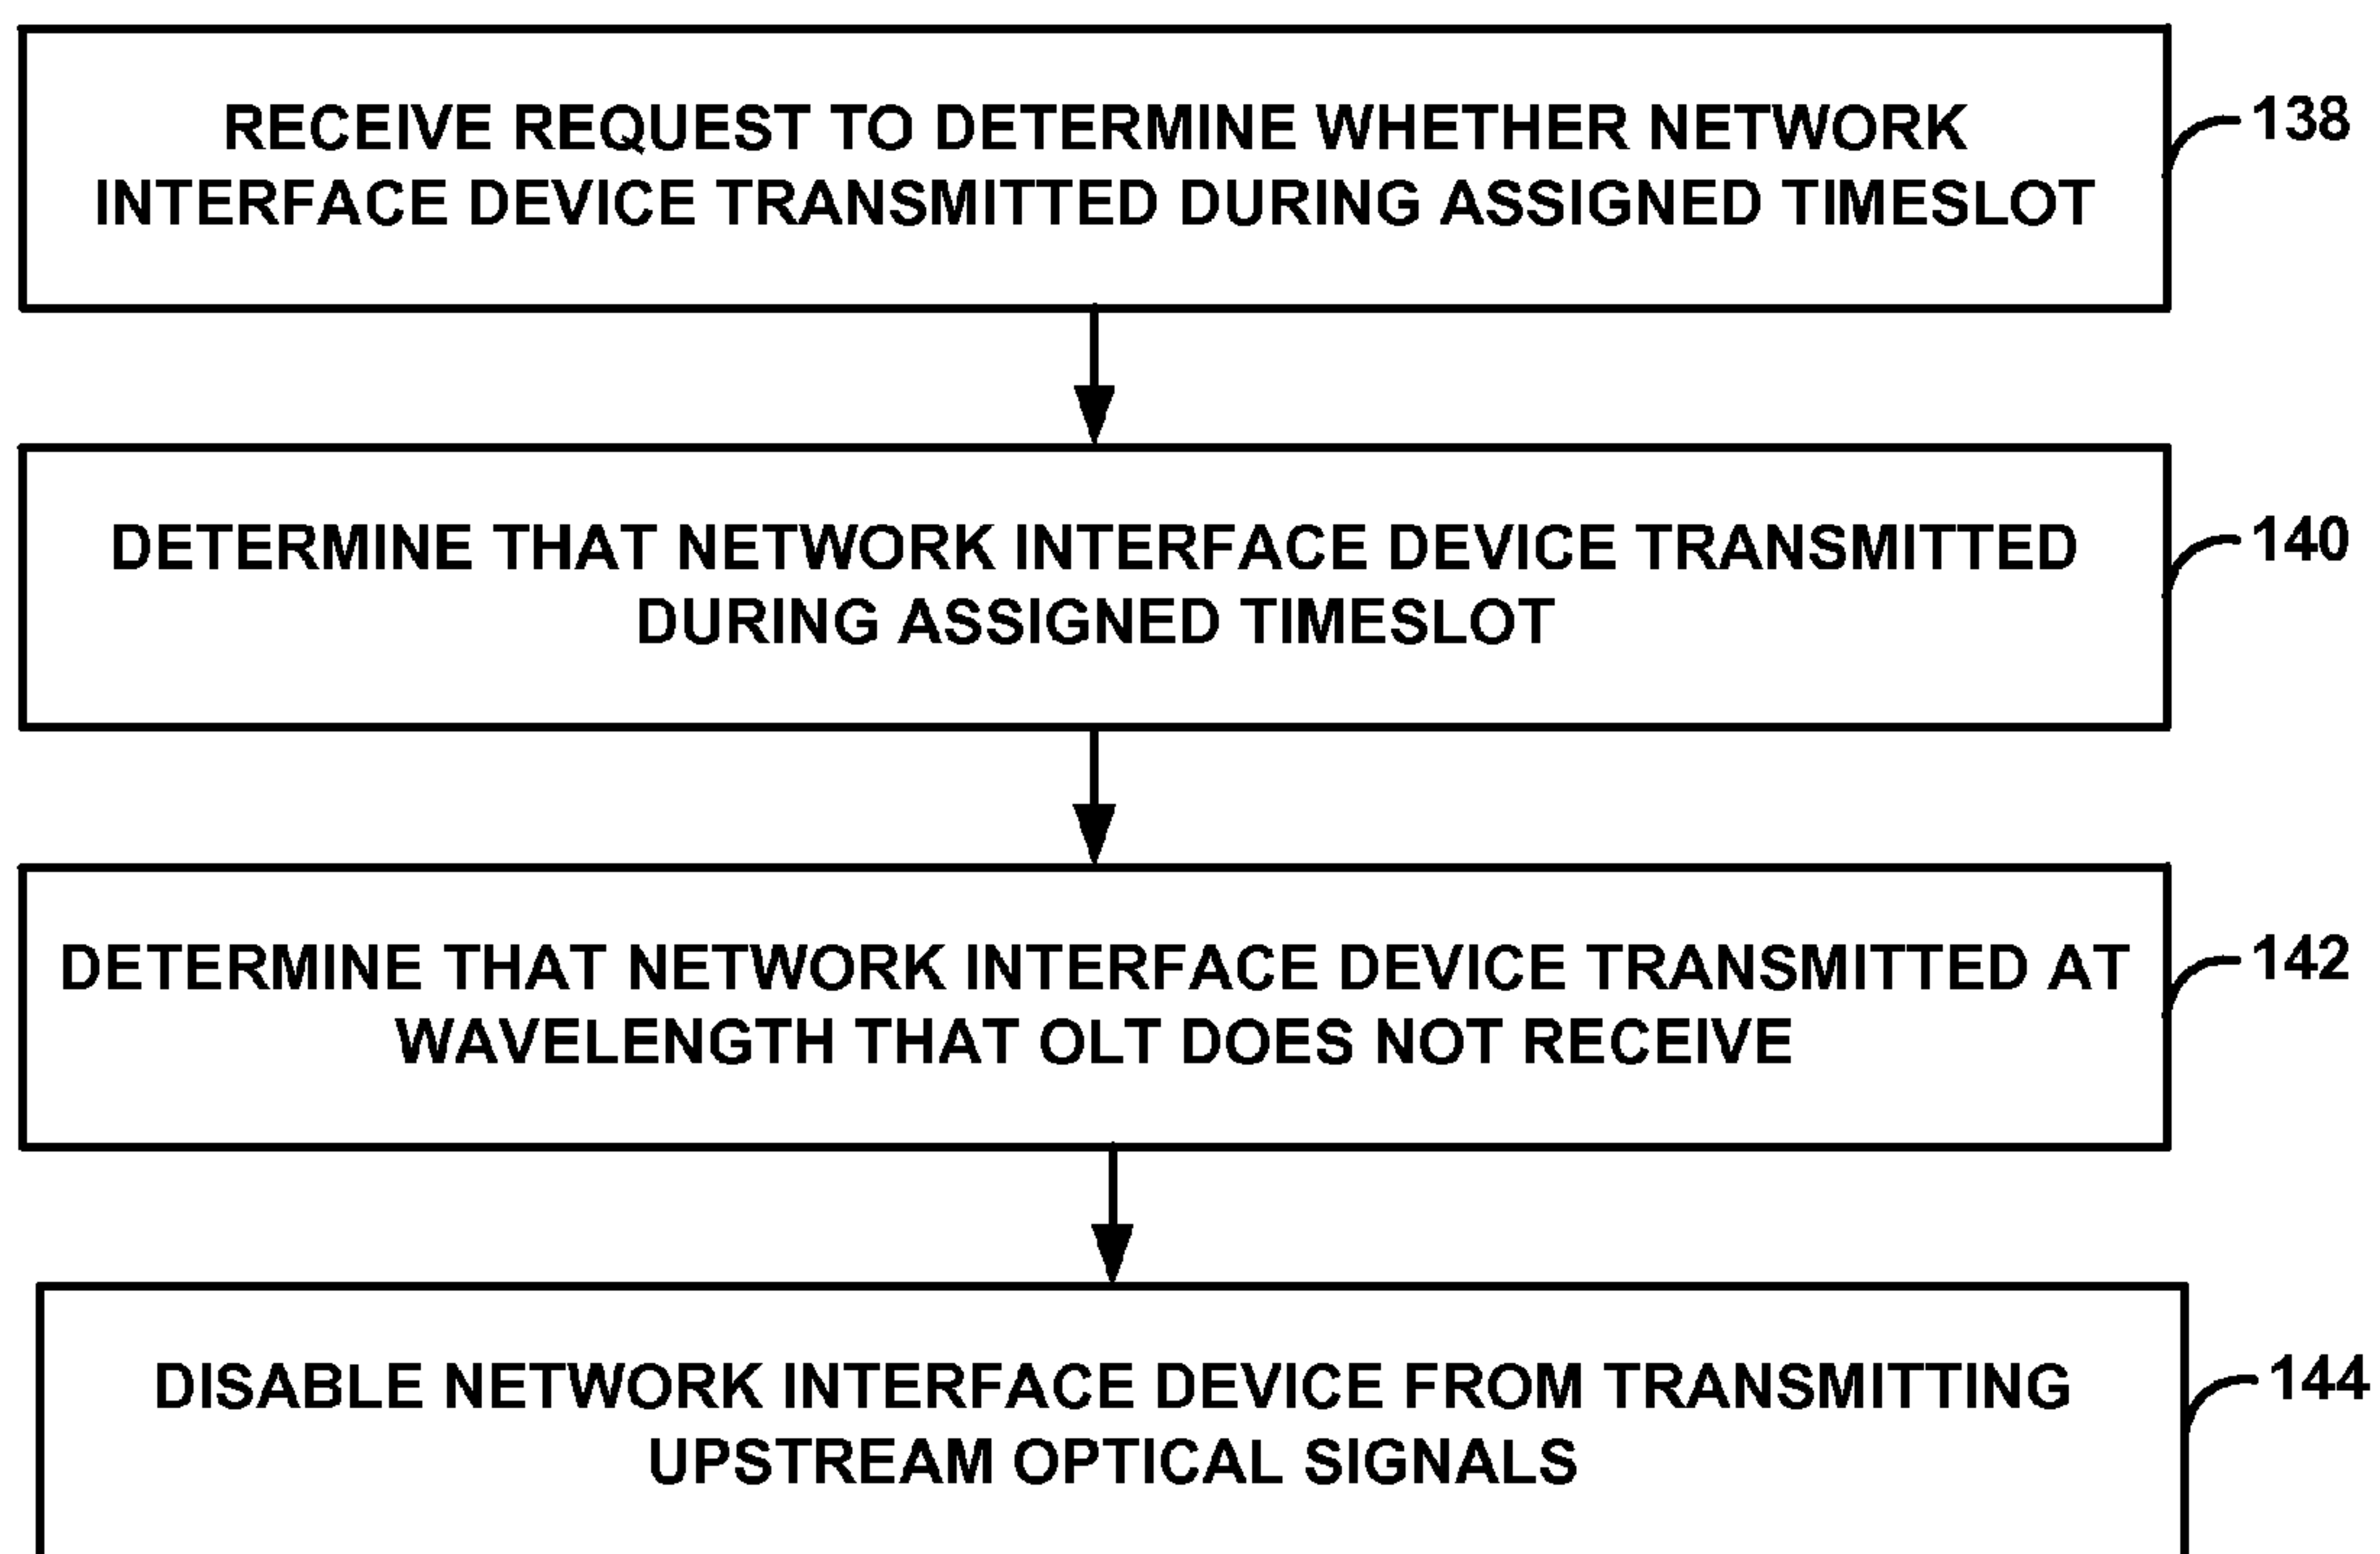 RECEIVE REQUEST TO DETERMINE WHETHER NETWORK
INTERFACE DEVICE TRANSMITTED DURING ASSIGNED TIMESLOT
138
DETERMINE THAT NETWORK INTERFACE DEVICE TRANSMITTED
DURING ASSIGNED TIMESLOT
140
DETERMINE THAT NETWORK INTERFACE DEVICE TRANSMITTED AT
WAVELENGTH THAT OLT DOES NOT RECEIVE
142
DISABLE NETWORK INTERFACE DEVICE FROM TRANSMITTING
UPSTREAM OPTICAL SIGNALS
144